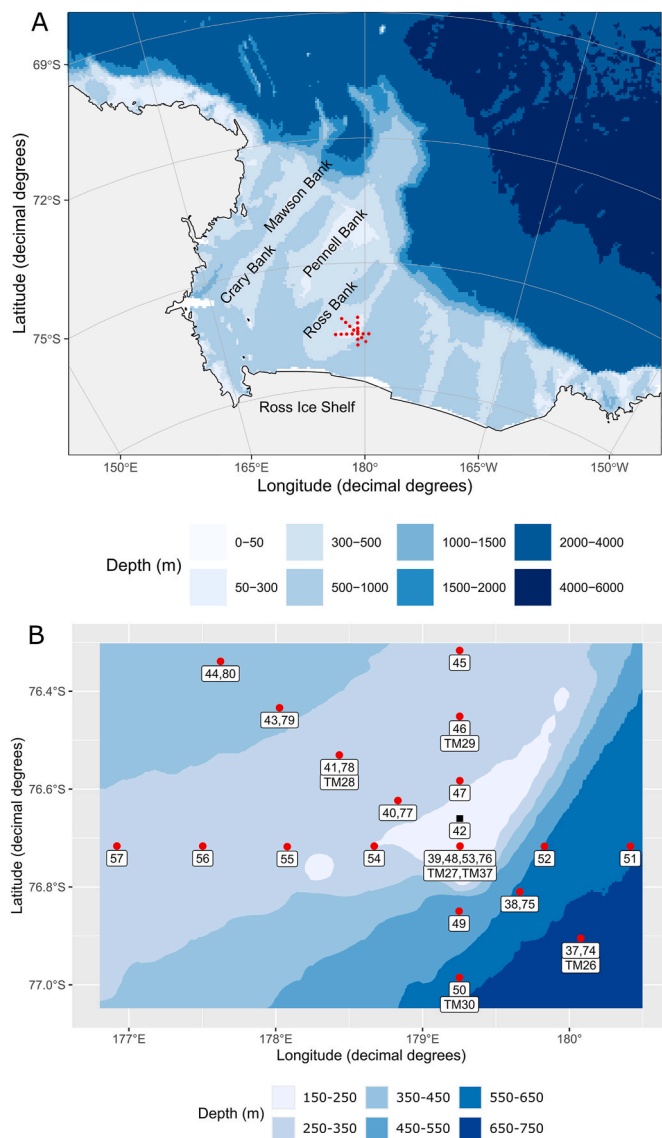 A
69°S
72°S
75°S
Latitude (decimal degrees)
Mawson Bank
Crary Bank
Pennell Bank
Ross Bank
Ross Ice Shelf
150°E 165°E 180° 165°W 150°W
Longitude (decimal degrees)
Depth (m)
0−50 300−500 1000−1500 2000−4000
50−300 500−1000 1500−2000 4000−6000
B
76.4°S
76.6°S
76.8°S
77.0°S
Latitude (decimal degrees)
45
44,80
43,79
46
TM29
41,78
TM28
47
40,77
42
57 56 55 54
39,48,53,76
TM27,TM37
52 51
38,75
49
37,74
TM26
50
TM30
177°E 178°E 179°E 180°
Longitude (decimal degrees)
Depth (m)
150-250 350-450 550-650
250-350 450-550 650-750